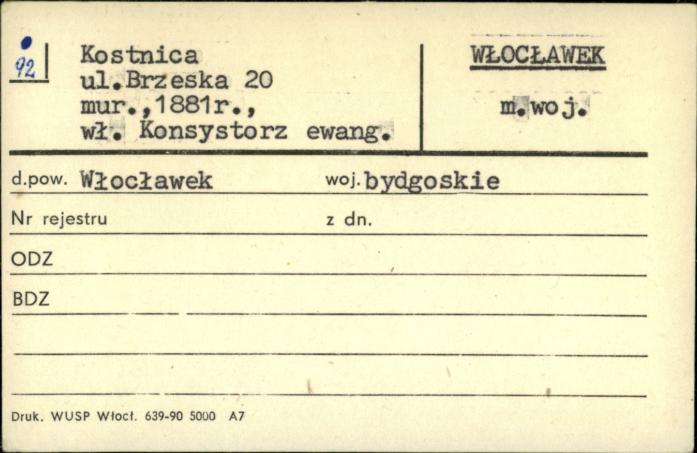 92
Kostnica
ul.Brzeska 20
mur.,1881r.,
wł. Konsystorz ewang.
WŁOCŁAWEK
m.woj.
d.pow. Włocławek woj. bydgoskie
Nr rejestru z dn.
ODZ
BDZ
Druk. WUSP Włocł. 639-90 5000 A7